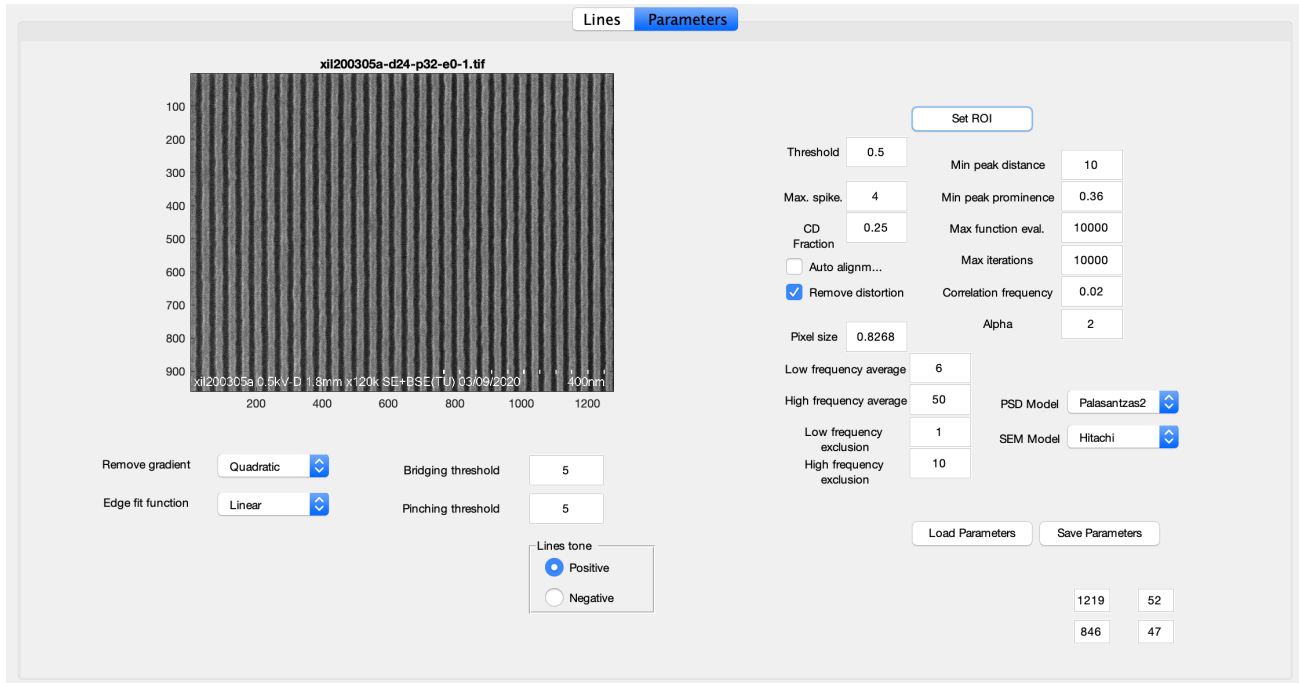 Lines Parameters
xil200305a-d24-p32-e0-1.tif
100
200
300
400
500
600
700
800
900
xil200305a 0.5kV-D 1.8mm x120k SE+BSE(TU) 03/09/2020 400nm
200 400 600 800 1000 1200
Remove gradient Quadratic
Edge fit function Linear
Bridging threshold 5
Pinching threshold 5
Lines tone
Positive
Negative
Set ROI
Threshold 0.5
Max. spike. 4
CD
Fraction
0.25
Auto alignm...
Remove distortion
Pixel size 0.8268
Min peak distance 10
Min peak prominence 0.36
Max function eval. 10000
Max iterations 10000
Correlation frequency 0.02
Alpha 2
Low frequency average 6
High frequency average 50
Low frequency
exclusion
1
High frequency
exclusion
10
PSD Model Palasantzas2
SEM Model Hitachi
Load Parameters Save Parameters
1219 52
846 47